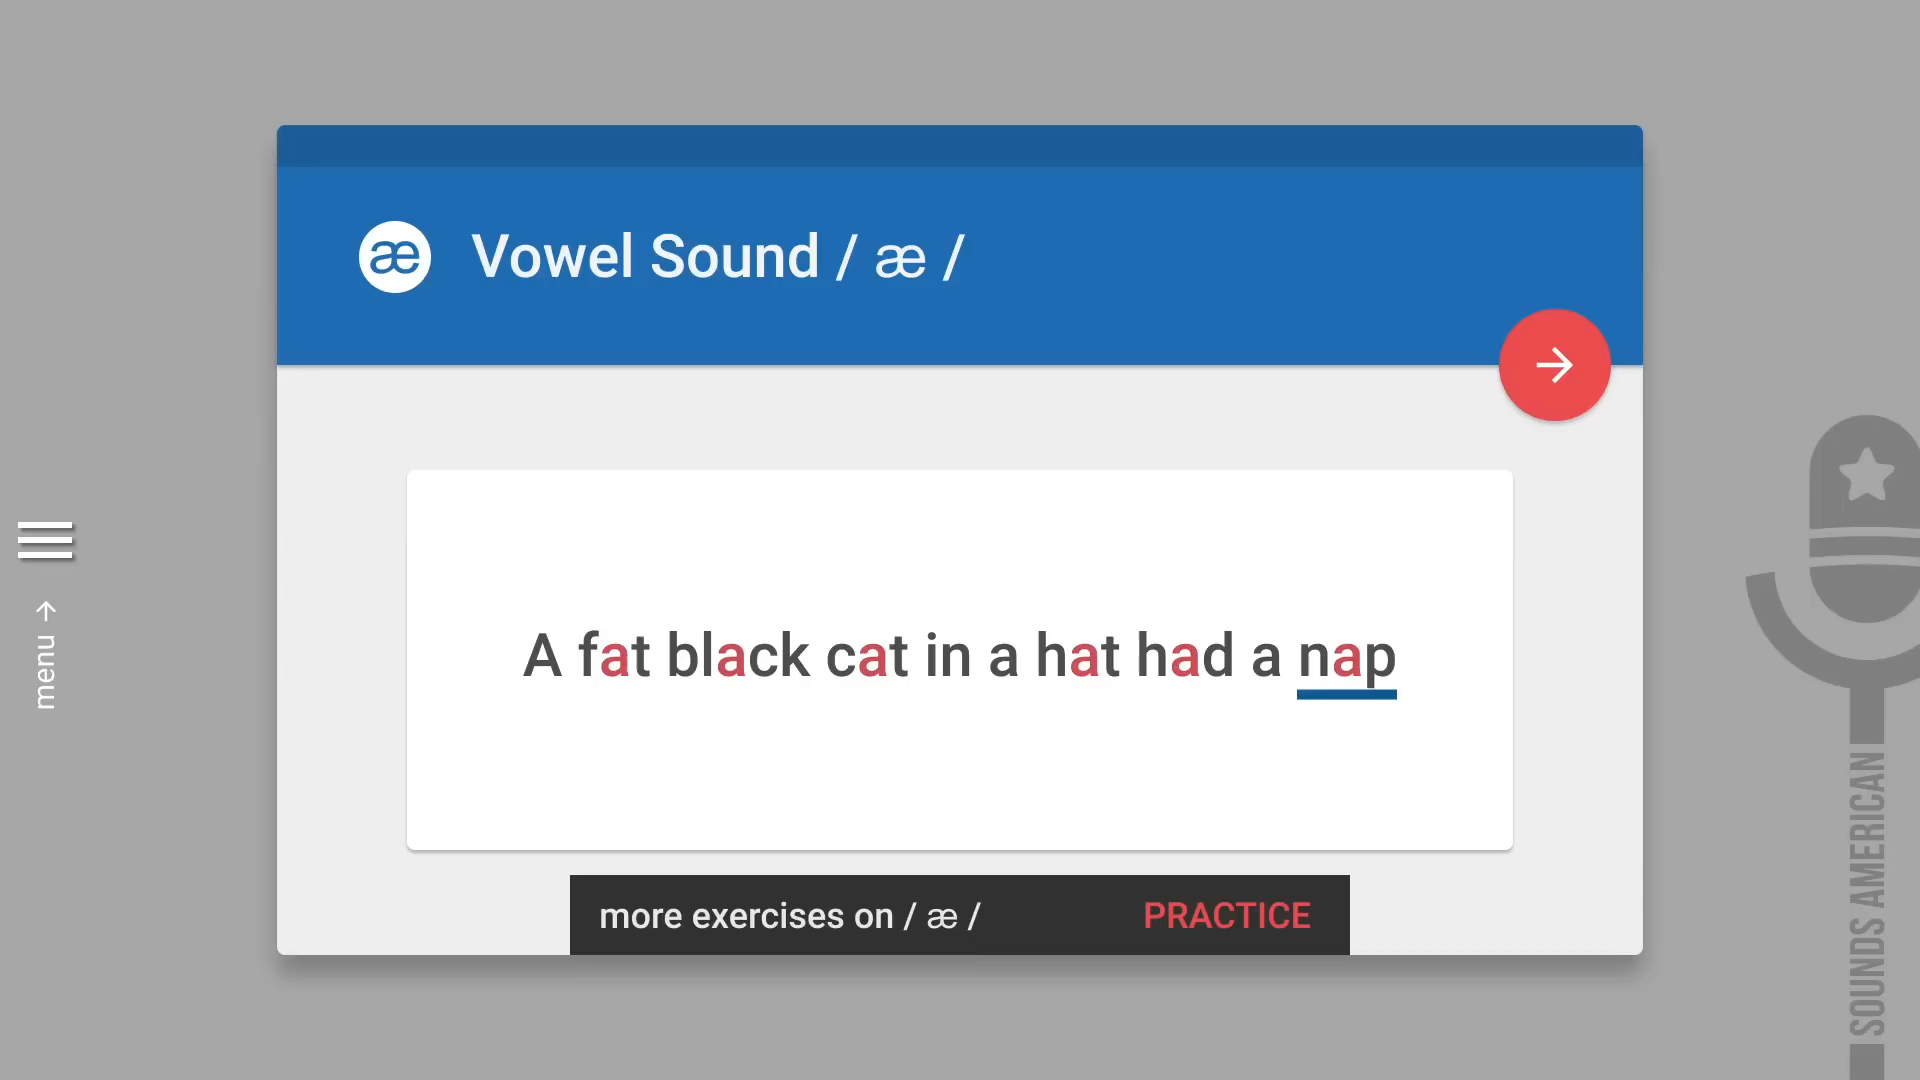 æ Vowel Sound / æ /
menu →
A fat black cat in a hat had a nap
more exercises on / æ / PRACTICE
SOUNDS AMERICAN